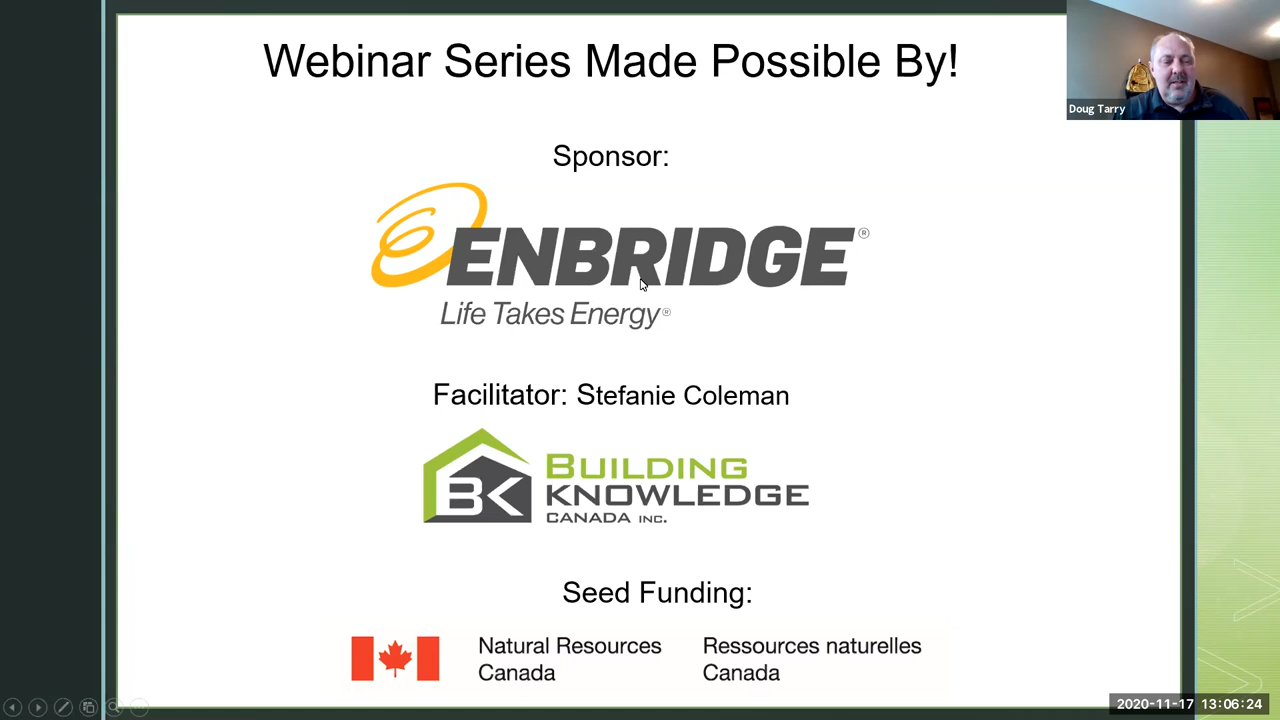 Webinar Series Made Possible By!
Doug Tarry
Sponsor:
ENBRIDGE®
Life Takes Energy®
Facilitator: Stefanie Coleman
BK
BUILDING
KNOWLEDGE
CANADA INC.
Seed Funding:
Natural Resources
Canada
Ressources naturelles
Canada
2020-11-17 13:06:24